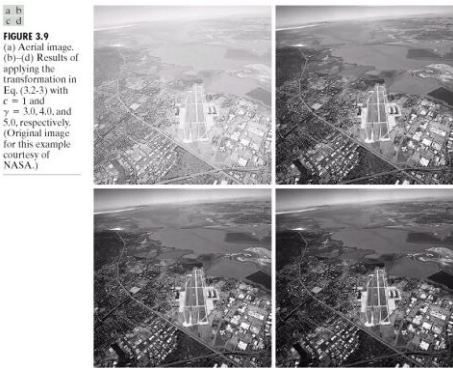 a b
c d
FIGURE 3.9
(a) Aerial image.
(b)–(d) Results of
applying the
transformation in
Eq. (3.2-3) with
c = 1 and
γ = 3.0, 4.0, and
5.0, respectively.
(Original image
for this example
courtesy of
NASA.)